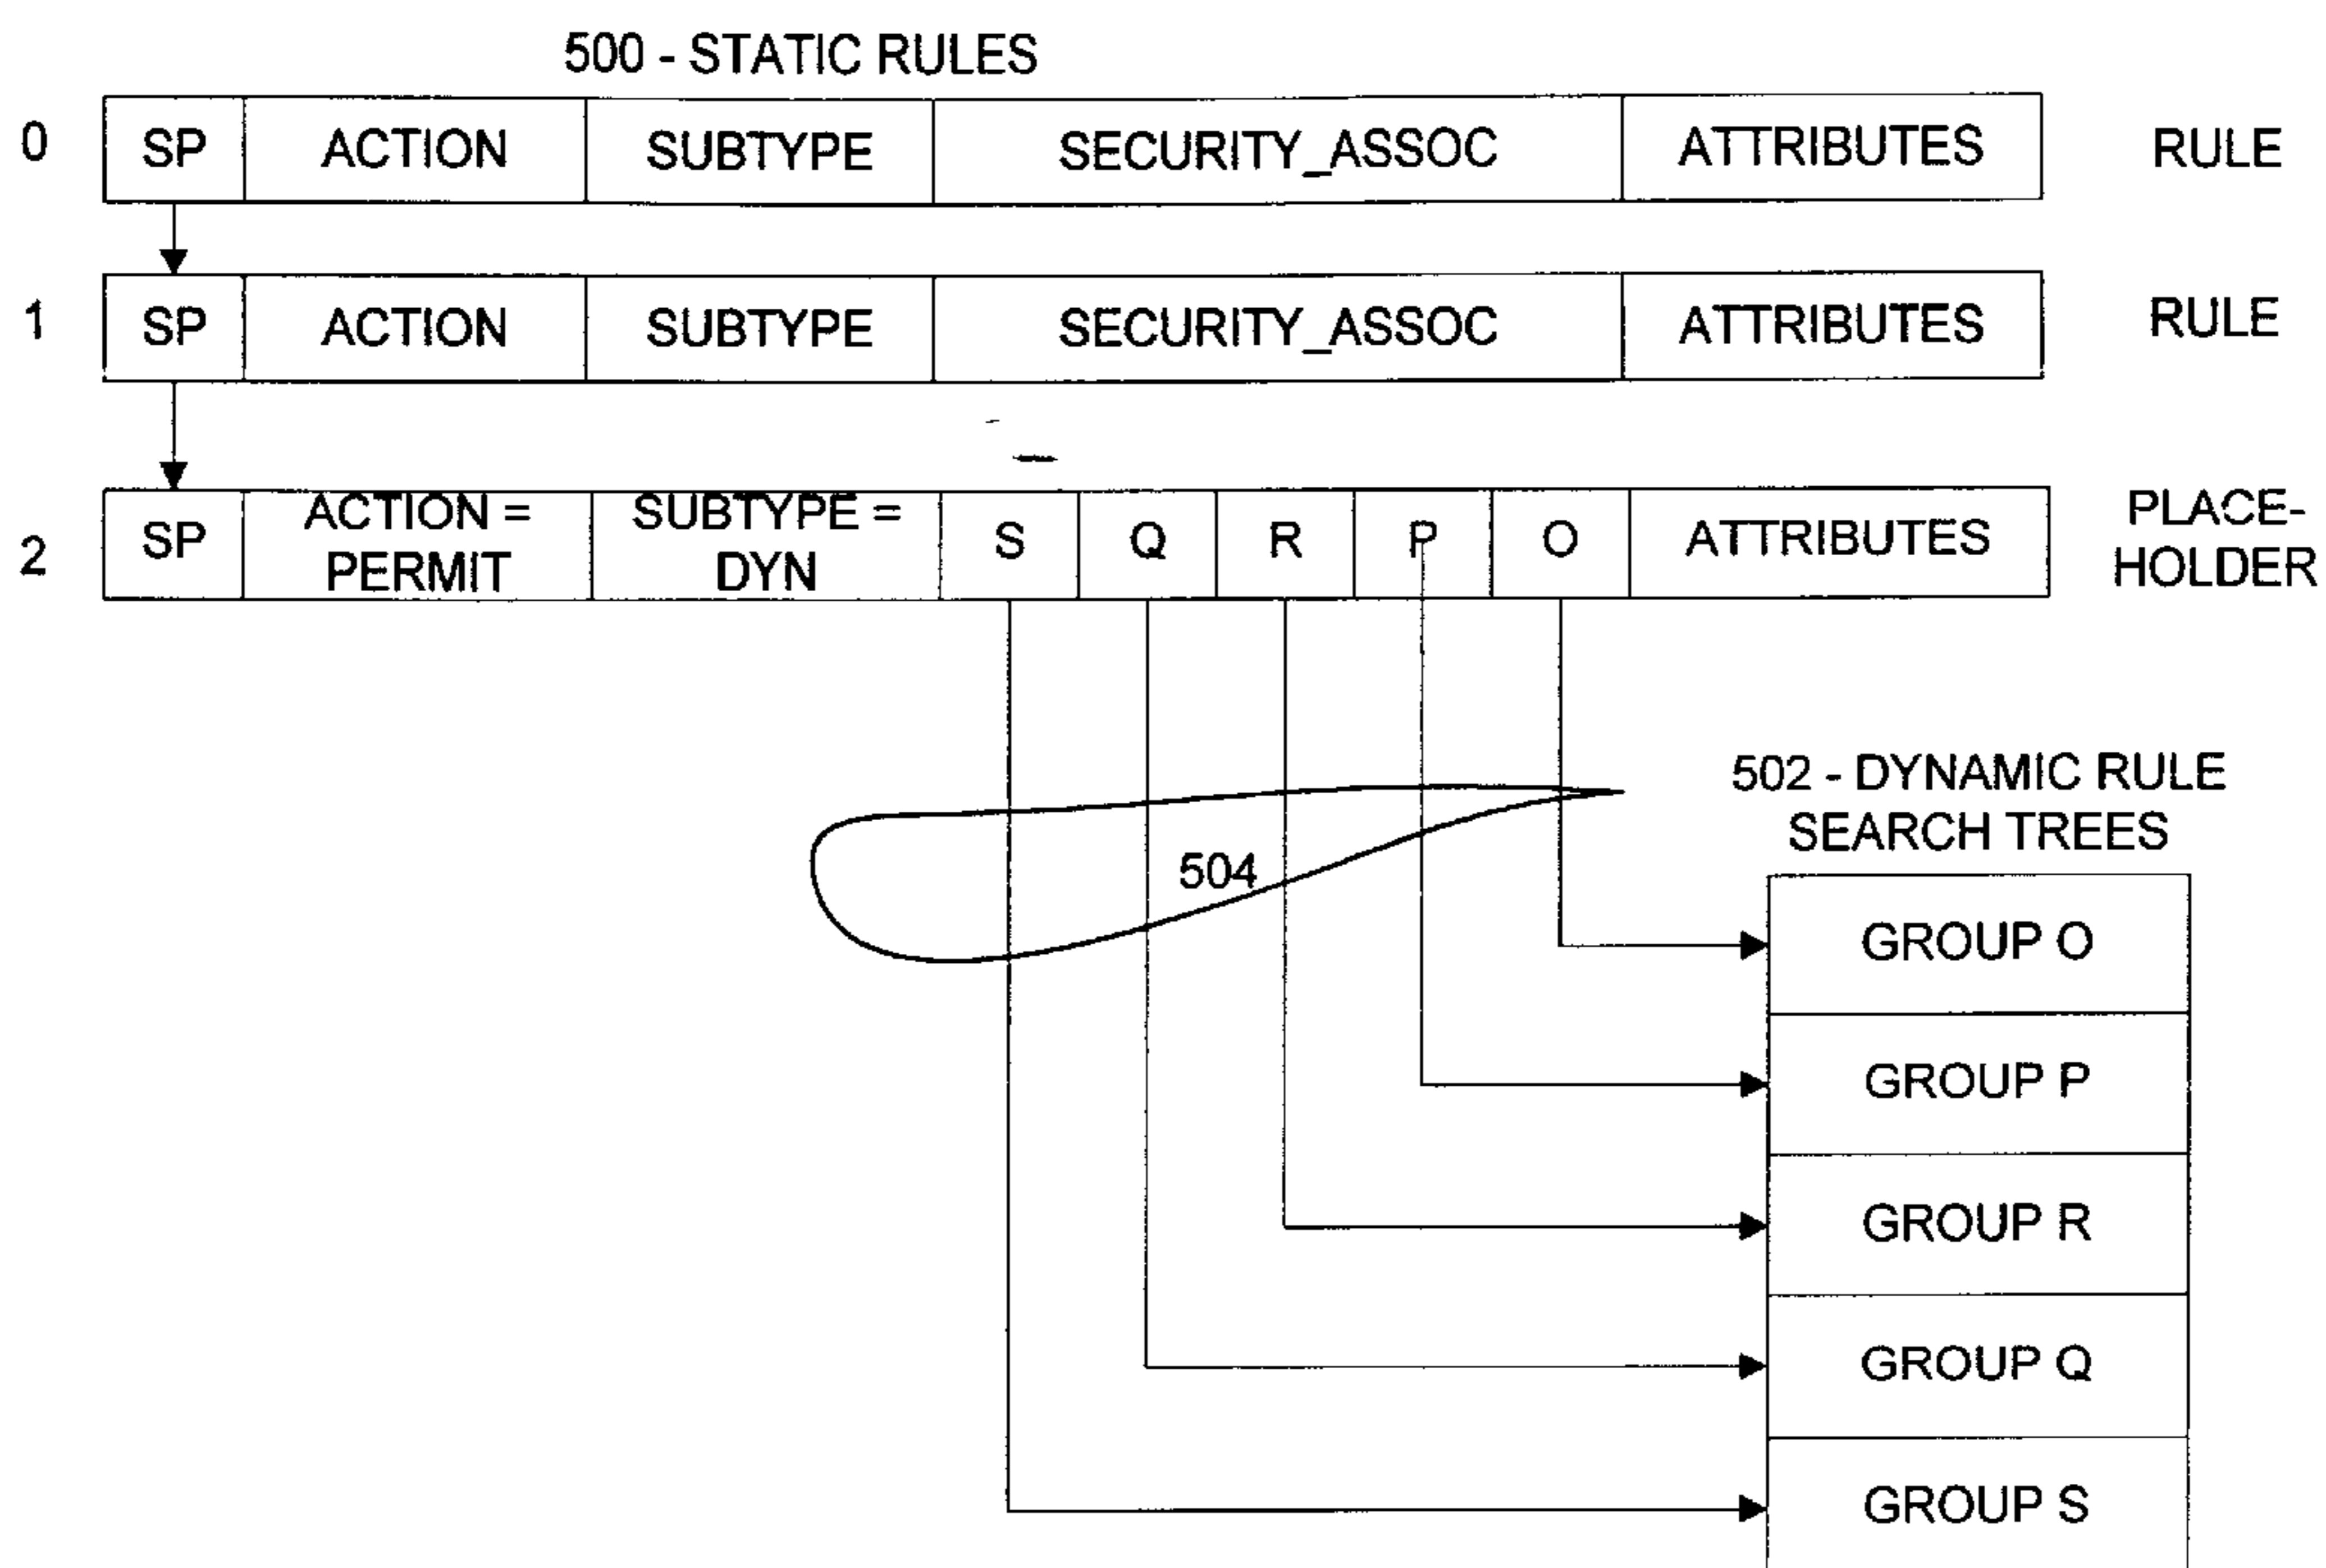 500 - STATIC RULES
0 SP ACTION SUBTYPE SECURITY_ASSOC ATTRIBUTES RULE
1 SP ACTION SUBTYPE SECURITY_ASSOC ATTRIBUTES RULE
2 SP ACTION = PERMIT SUBTYPE = DYN S Q R P O ATTRIBUTES PLACE-HOLDER
502 - DYNAMIC RULE
SEARCH TREES
504
GROUP O
GROUP P
GROUP R
GROUP Q
GROUP S